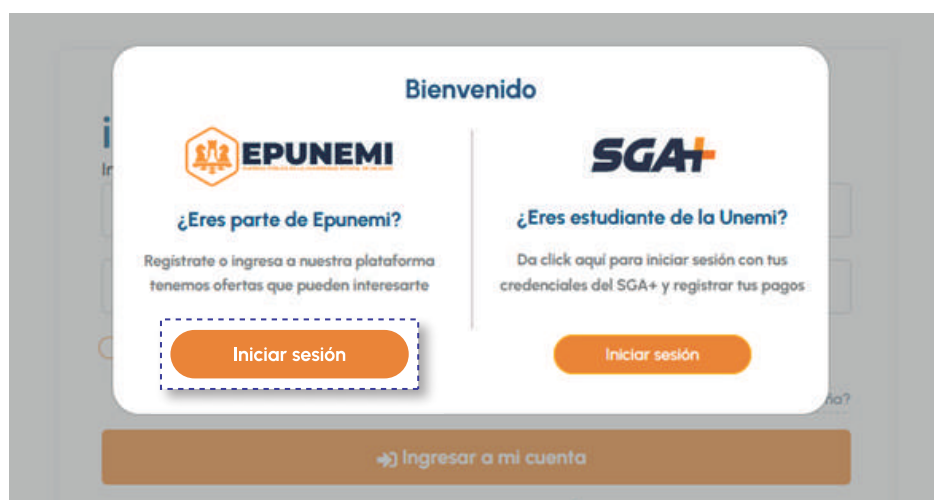 Bienvenido
EPUNEMI
¿Eres parte de Epunemi?
Regístrate o ingresa a nuestra plataforma
tenemos ofertas que pueden interesarte
Iniciar sesión
SGA+
¿Eres estudiante de la Unemi?
Da click aquí para iniciar sesión con tus
credenciales del SGA+ y registrar tus pagos
Iniciar sesión
Ingresar a mi cuenta